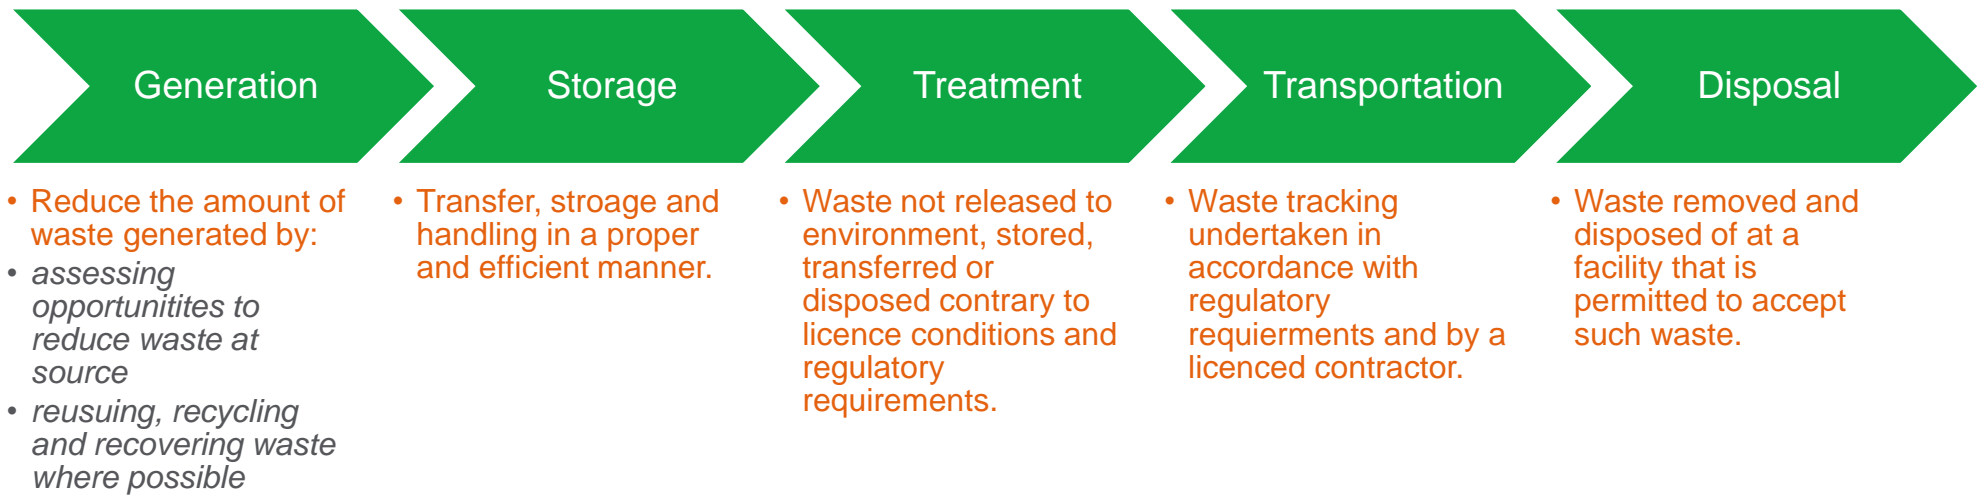 Generation
• Reduce the amount of
waste generated by:
• assessing
opportunitites to
reduce waste at
source
• reusuing, recycling
and recovering waste
where possible
Storage
• Transfer, stroage and
handling in a proper
and efficient manner.
Treatment
• Waste not released to
environment, stored,
transferred or
disposed contrary to
licence conditions and
regulatory
requirements.
Transportation
• Waste tracking
undertaken in
accordance with
regulatory
requierments and by a
licenced contractor.
Disposal
• Waste removed and
disposed of at a
facility that is
permitted to accept
such waste.